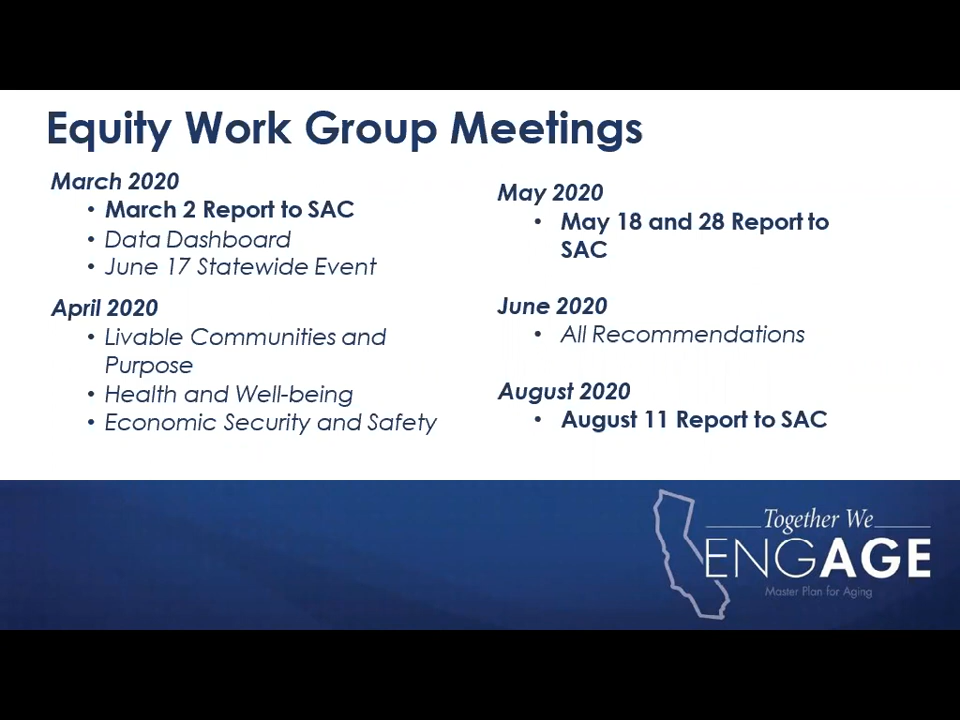 Equity Work Group Meetings
March 2020
• March 2 Report to SAC
• Data Dashboard
• June 17 Statewide Event
April 2020
• Livable Communities and
Purpose
• Health and Well-being
• Economic Security and Safety
May 2020
• May 18 and 28 Report to
SAC
June 2020
• All Recommendations
August 2020
• August 11 Report to SAC
Together We
ENGAGE
Master Plan for Aging